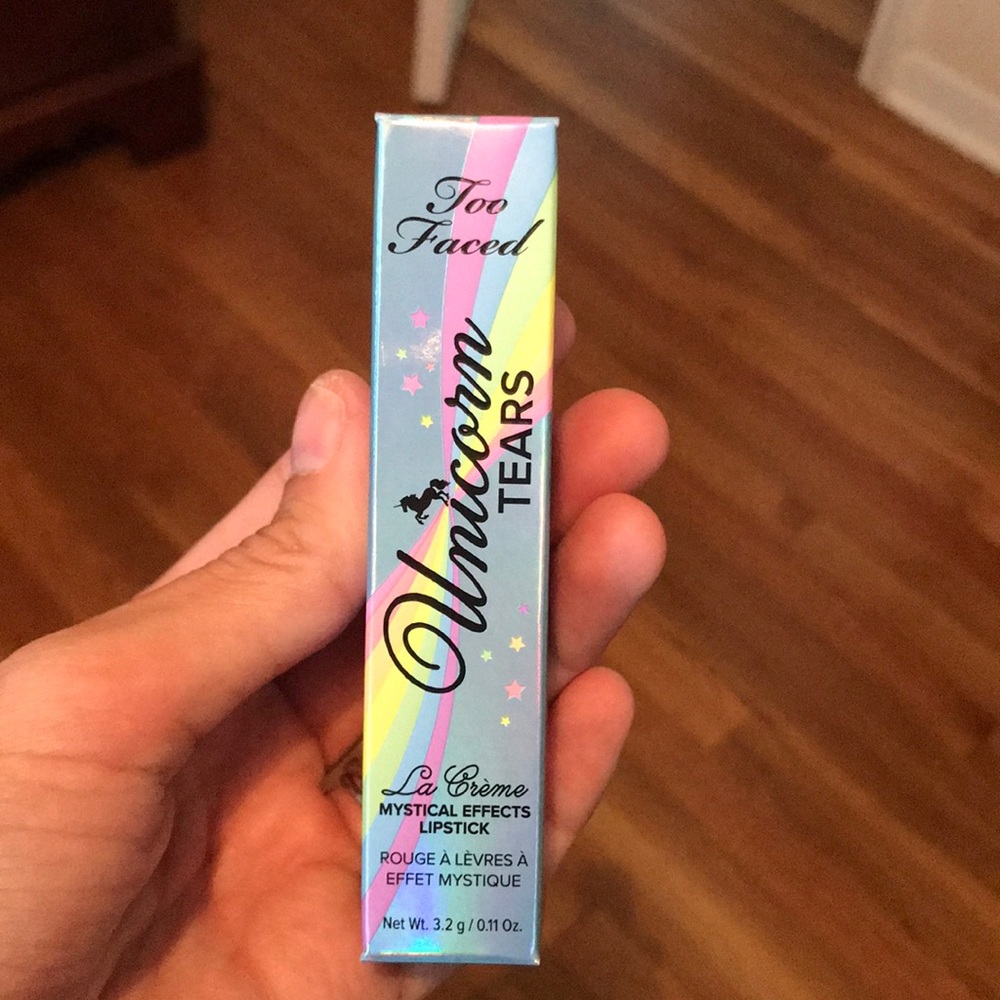 Too
Faced
Unicorn
TEARS
La Crème
MYSTICAL EFFECTS
LIPSTICK
ROUGE À LÈVRES À
EFFET MYSTIQUE
Net Wt. 3.2 g / 0.11 Oz.